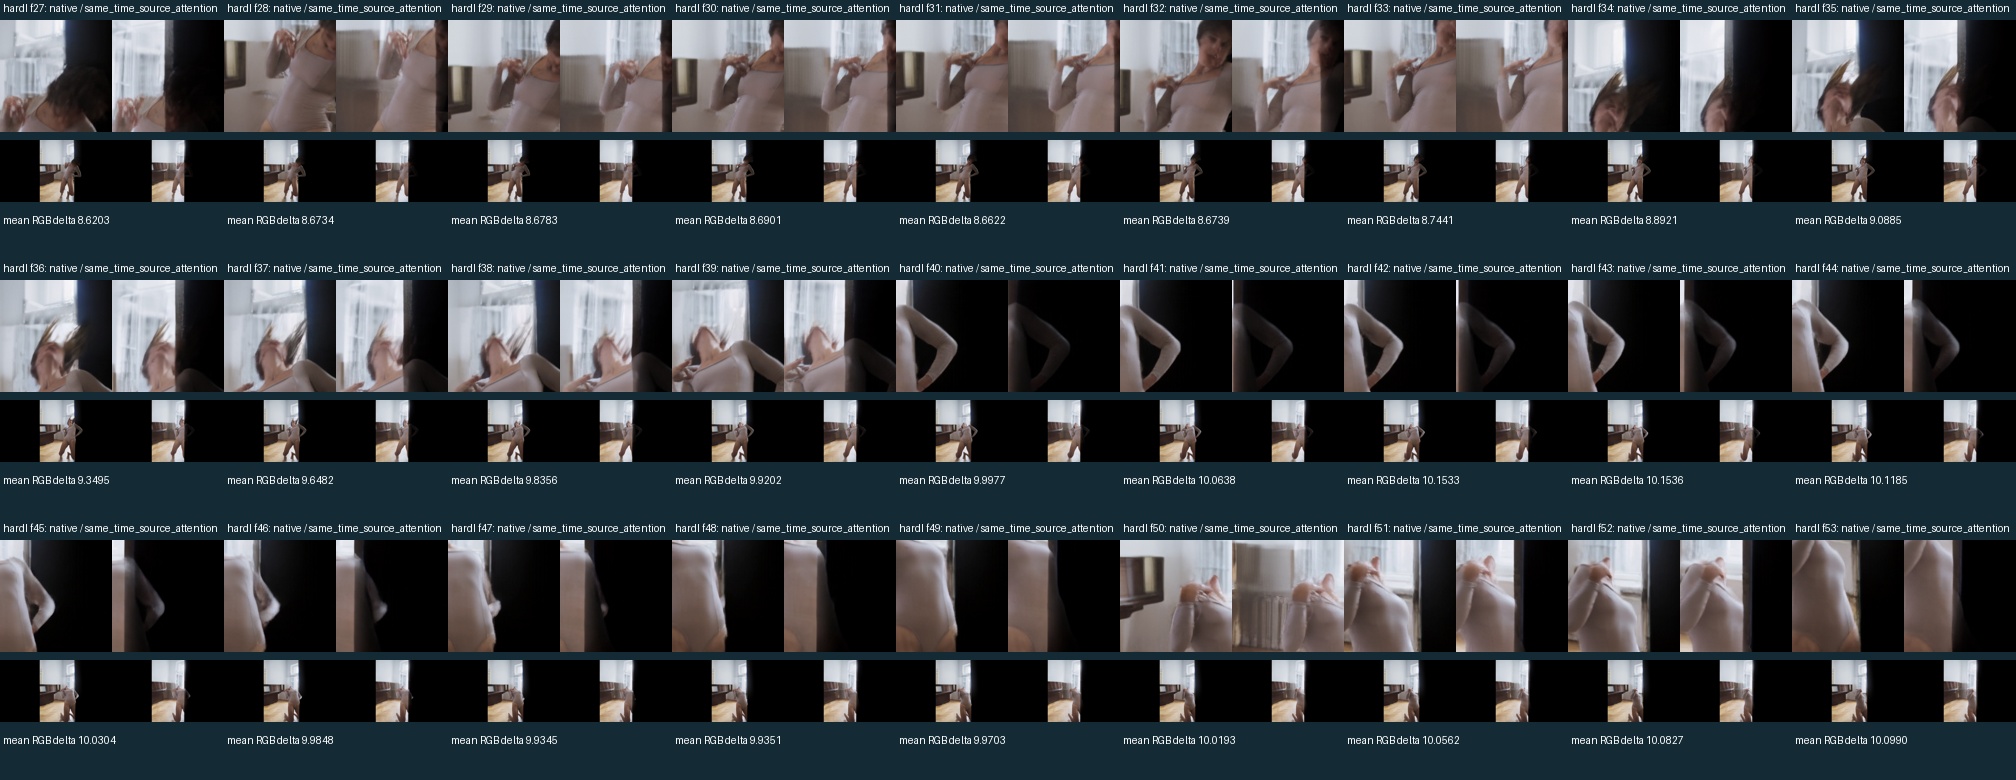 hardl f27: native / same_time_source_attention hardl f28: native / same_time_source_attention hardl f29: native / same_time_source_attention hardl f30: native / same_time_source_attention hardl f31: native / same_time_source_attention hardl f32: native / same_time_source_attention hardl f33: native / same_time_source_attention hardl f34: native / same_time_source_attention hardl f35: native / same_time_source_attention
mean RGB delta 8.6203 mean RGB delta 8.6734 mean RGB delta 8.6783 mean RGB delta 8.6901 mean RGB delta 8.6622 mean RGB delta 8.6739 mean RGB delta 8.7441 mean RGB delta 8.8921 mean RGB delta 9.0885
hardl f36: native / same_time_source_attention hardl f37: native / same_time_source_attention hardl f38: native / same_time_source_attention hardl f39: native / same_time_source_attention hardl f40: native / same_time_source_attention hardl f41: native / same_time_source_attention hardl f42: native / same_time_source_attention hardl f43: native / same_time_source_attention hardl f44: native / same_time_source_attention
mean RGB delta 9.3495 mean RGB delta 9.6482 mean RGB delta 9.8356 mean RGB delta 9.9202 mean RGB delta 9.9977 mean RGB delta 10.0638 mean RGB delta 10.1533 mean RGB delta 10.1536 mean RGB delta 10.1185
hardl f45: native / same_time_source_attention hardl f46: native / same_time_source_attention hardl f47: native / same_time_source_attention hardl f48: native / same_time_source_attention hardl f49: native / same_time_source_attention hardl f50: native / same_time_source_attention hardl f51: native / same_time_source_attention hardl f52: native / same_time_source_attention hardl f53: native / same_time_source_attention
mean RGB delta 10.0304 mean RGB delta 9.9848 mean RGB delta 9.9345 mean RGB delta 9.9351 mean RGB delta 9.9703 mean RGB delta 10.0193 mean RGB delta 10.0562 mean RGB delta 10.0827 mean RGB delta 10.0990